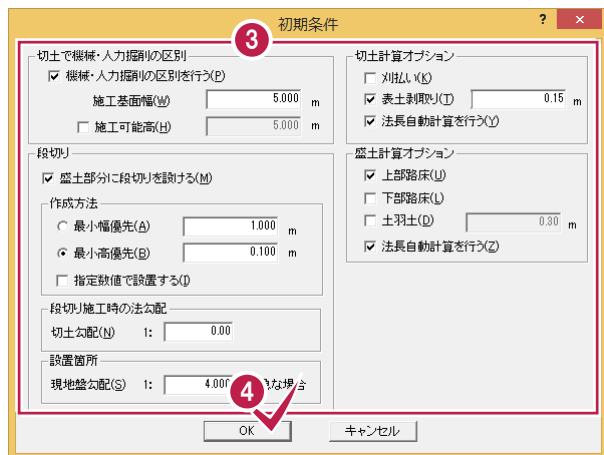 初期条件
? ×
3
切土で機械・人力掘削の区別
機械・人力掘削の区別を行う(P)
施工基面幅(W) 5.000 m
施工可能高(H) 5.000 m
段切り
盛土部分に段切りを設ける(M)
作成方法
最小幅優先(A) 1.000 m
最小高優先(B) 0.100 m
指定数値で設置する(I)
段切り施工時の法勾配
切土勾配(N) 1: 0.00
設置箇所
現地盤勾配(S) 1: 4.000 な場合
切土計算オプション
刈払い(K)
表土剥取り(T) 0.15 m
法長自動計算を行う(Y)
盛土計算オプション
上部路床(U)
下部路床(L)
土羽土(D) 0.30 m
法長自動計算を行う(Z)
4
OK キャンセル